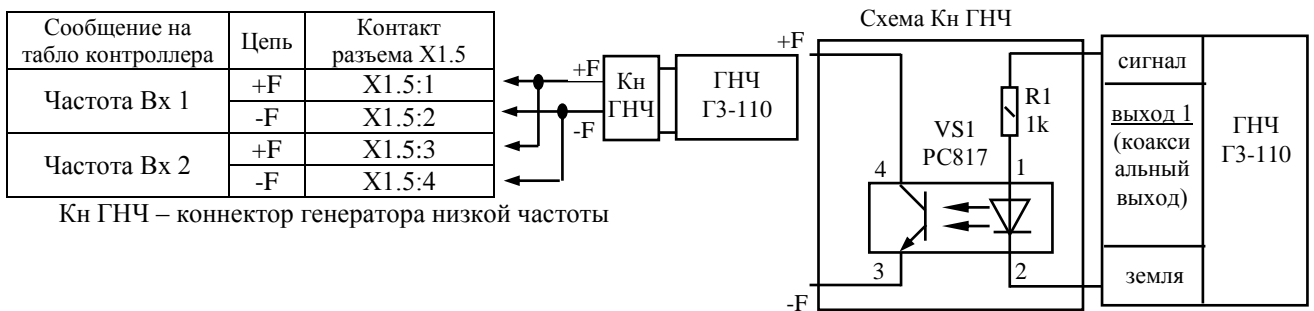 Схема Кн ГНЧ
Сообщение на
табло контроллера
Цепь
Контакт
разъема X1.5
Частота Вх 1
+F
X1.5:1
-F
X1.5:2
Частота Вх 2
+F
X1.5:3
-F
X1.5:4
+F
-F
Кн
ГНЧ
ГНЧ
Г3-110
Кн ГНЧ – коннектор генератора низкой частоты
+F
-F
VS1
PC817
R1
1k
4
1
3
2
сигнал
выход 1
(коакси
альный
выход)
земля
ГНЧ
Г3-110